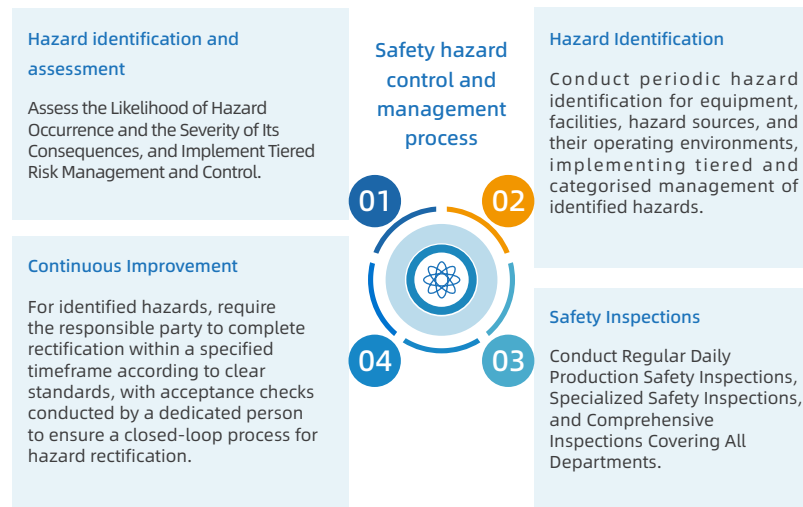 Safety hazard
control and
management
process
01
Hazard identification and
assessment
Assess the Likelihood of Hazard
Occurrence and the Severity of Its
Consequences, and Implement Tiered
Risk Management and Control.
02
Hazard Identification
Conduct periodic hazard
identification for equipment,
facilities, hazard sources, and
their operating environments,
implementing tiered and
categorised management of
identified hazards.
03
Safety Inspections
Conduct Regular Daily
Production Safety Inspections,
Specialized Safety Inspections,
and Comprehensive
Inspections Covering All
Departments.
04
Continuous Improvement
For identified hazards, require
the responsible party to complete
rectification within a specified
timeframe according to clear
standards, with acceptance checks
conducted by a dedicated person
to ensure a closed-loop process for
hazard rectification.